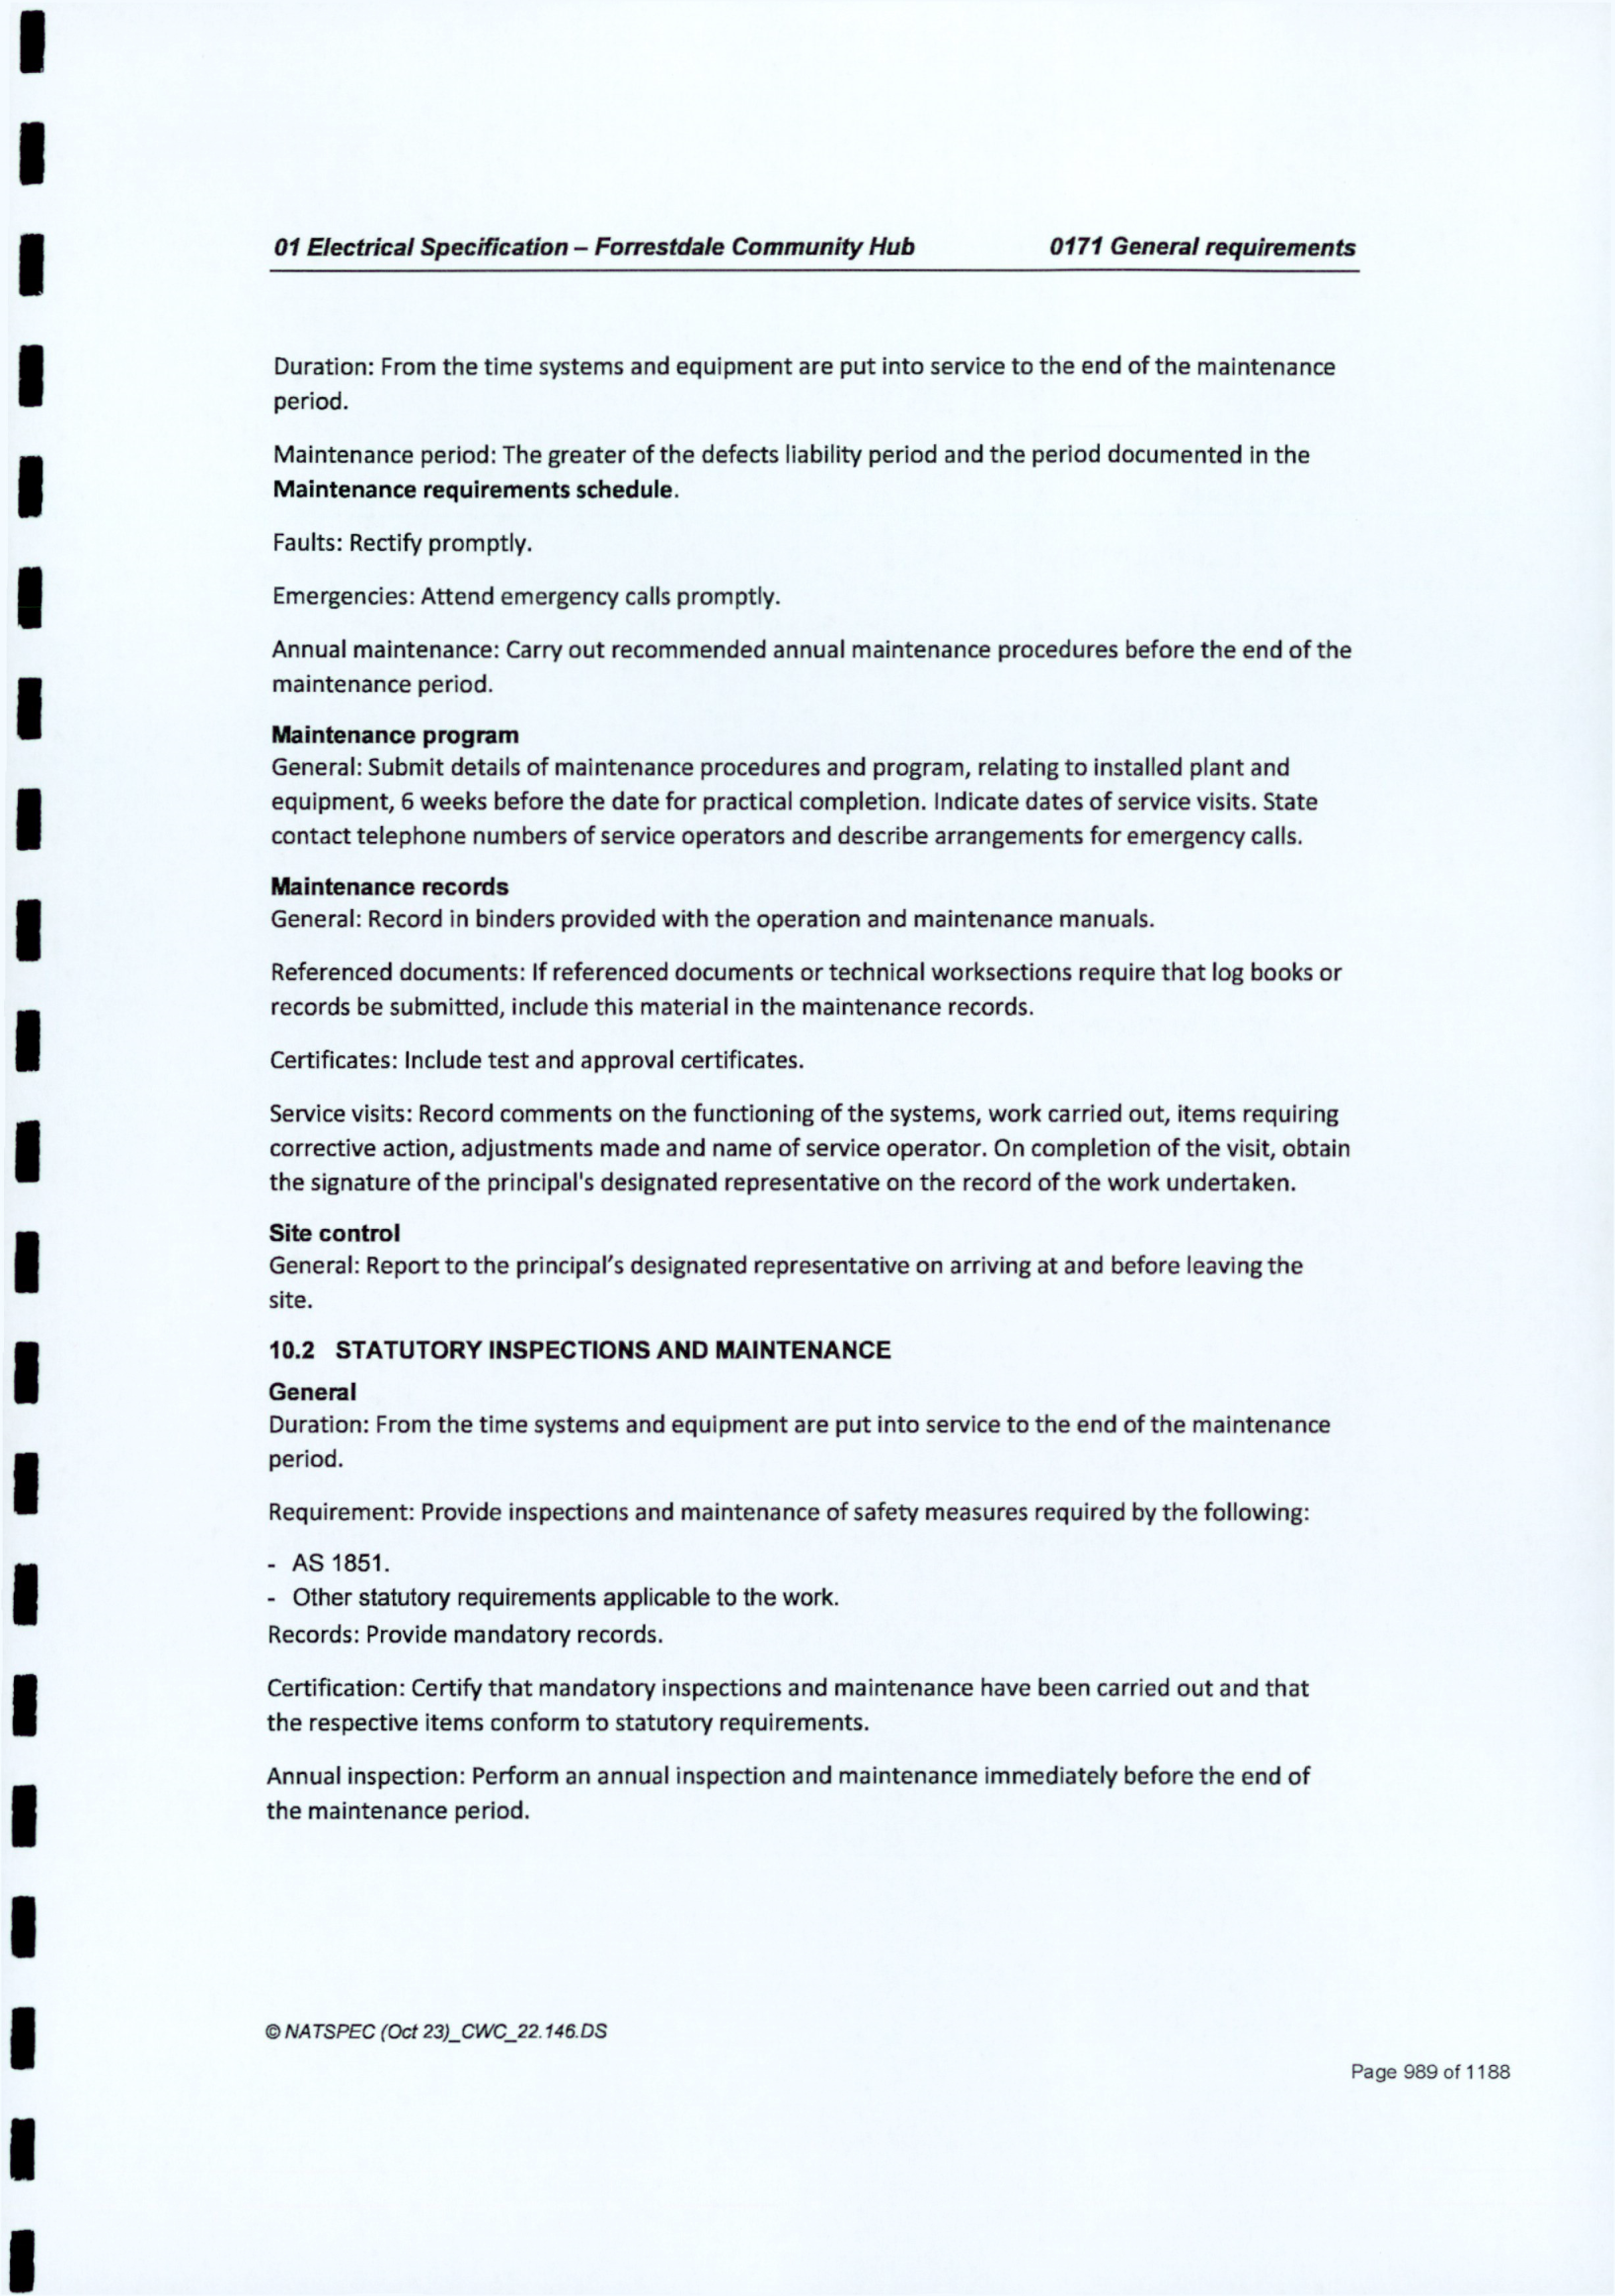 01 Electrical Specification – Forrestdale Community Hub 0171 General requirements
Duration: From the time systems and equipment are put into service to the end of the maintenance
period.
Maintenance period: The greater of the defects liability period and the period documented in the
Maintenance requirements schedule.
Faults: Rectify promptly.
Emergencies: Attend emergency calls promptly.
Annual maintenance: Carry out recommended annual maintenance procedures before the end of the
maintenance period.
Maintenance program
General: Submit details of maintenance procedures and program, relating to installed plant and
equipment, 6 weeks before the date for practical completion. Indicate dates of service visits. State
contact telephone numbers of service operators and describe arrangements for emergency calls.
Maintenance records
General: Record in binders provided with the operation and maintenance manuals.
Referenced documents: If referenced documents or technical worksections require that log books or
records be submitted, include this material in the maintenance records.
Certificates: Include test and approval certificates.
Service visits: Record comments on the functioning of the systems, work carried out, items requiring
corrective action, adjustments made and name of service operator. On completion of the visit, obtain
the signature of the principal's designated representative on the record of the work undertaken.
Site control
General: Report to the principal's designated representative on arriving at and before leaving the
site.
10.2 STATUTORY INSPECTIONS AND MAINTENANCE
General
Duration: From the time systems and equipment are put into service to the end of the maintenance
period.
Requirement: Provide inspections and maintenance of safety measures required by the following:
- AS 1851.
- Other statutory requirements applicable to the work.
Records: Provide mandatory records.
Certification: Certify that mandatory inspections and maintenance have been carried out and that
the respective items conform to statutory requirements.
Annual inspection: Perform an annual inspection and maintenance immediately before the end of
the maintenance period.
© NATSPEC (Oct 23)_CWC_22.146.DS
Page 989 of 1188